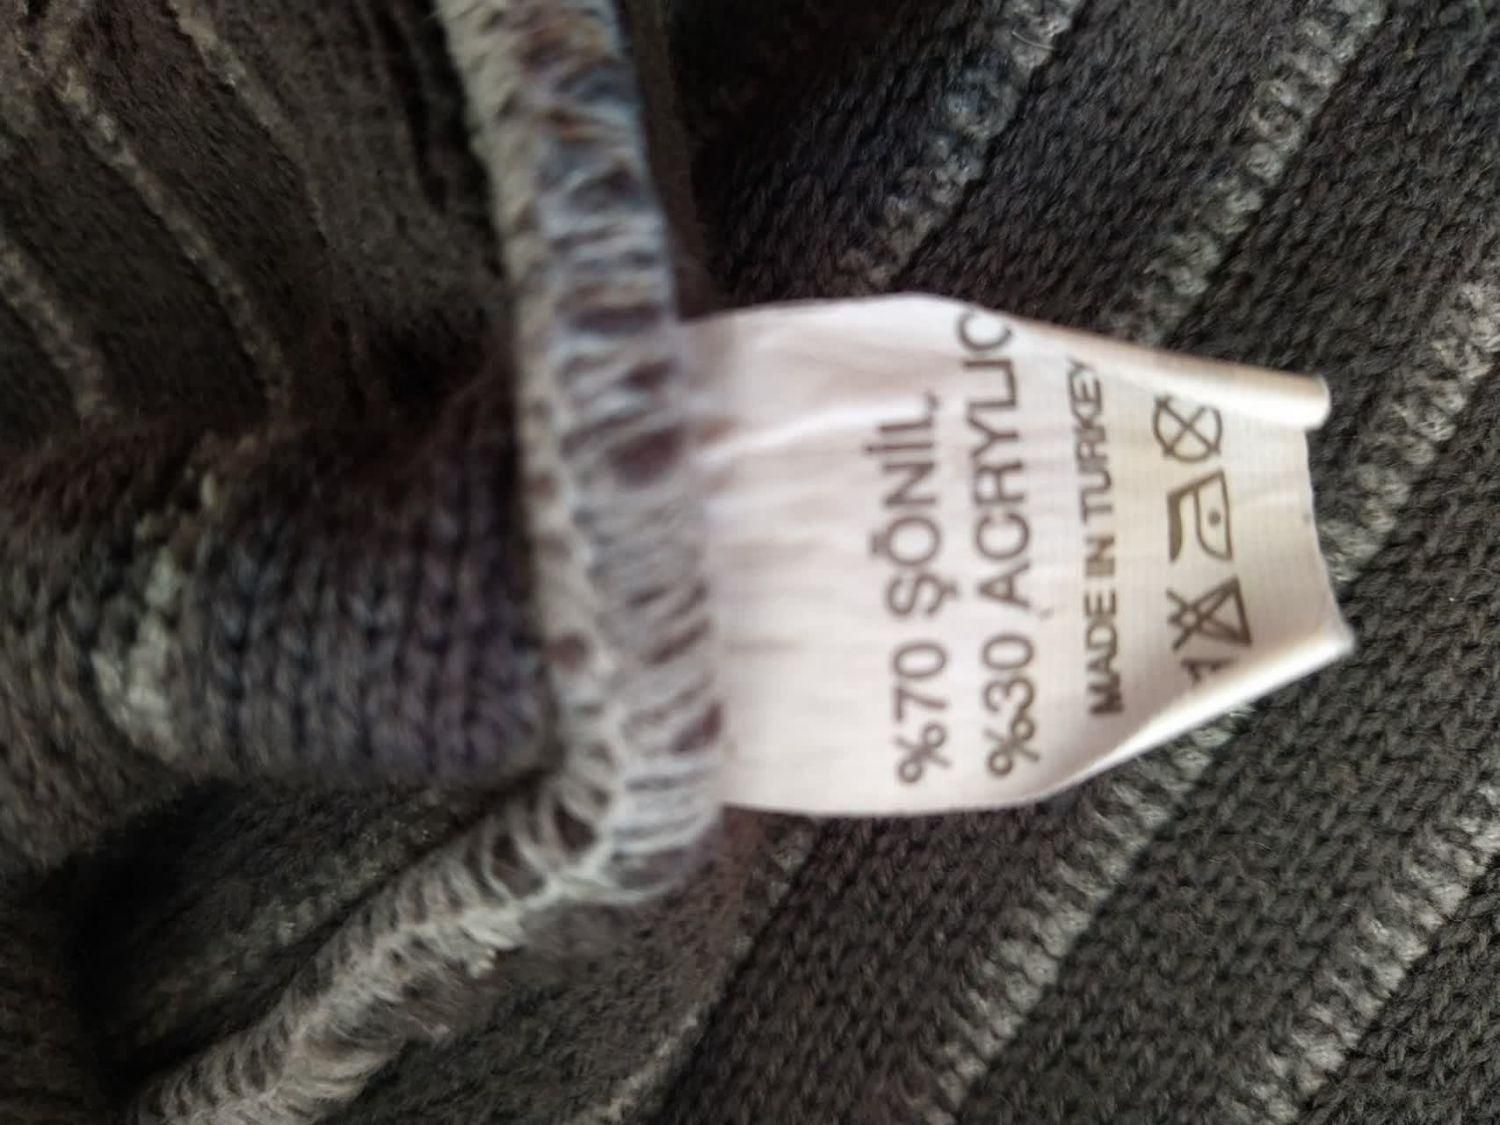 %70 ŞÖNİL
%30 ACRYLIC
MADE IN TURKEY